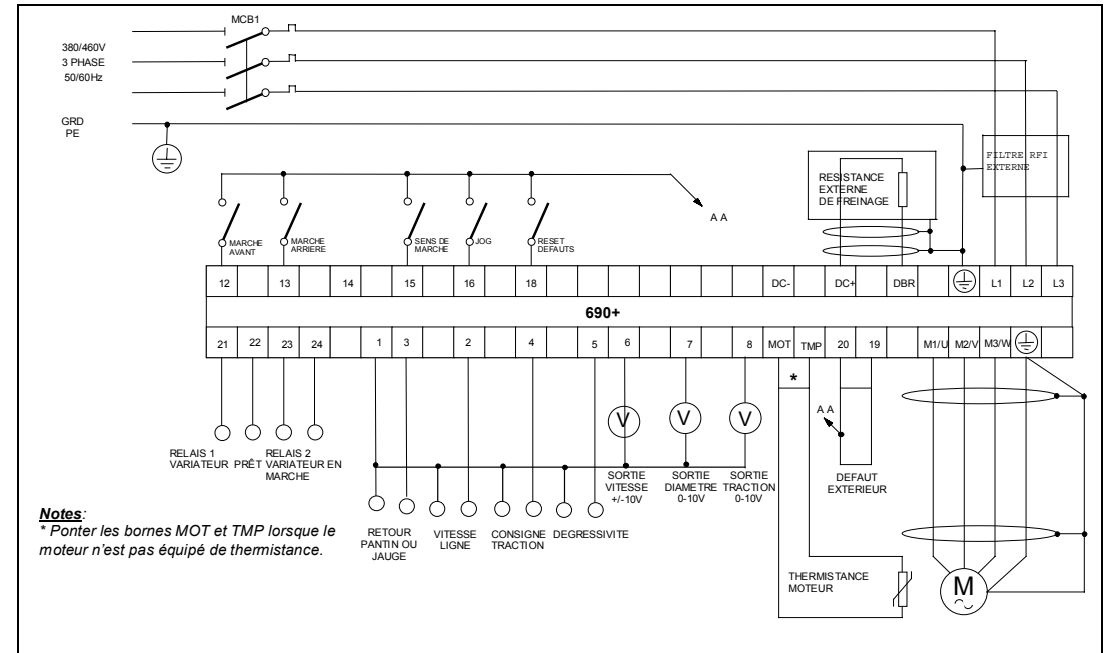 MCB1
380/460V
3 PHASE
50/60Hz
GRD
PE
FILTRE RFI
EXTERNE
RESISTANCE
EXTERNE
DE FREINAGE
A A
MARCHE
AVANT
MARCHE
ARRIERE
SENS DE
MARCHE
JOG
RESET
DEFAUTS
12 13 14 15 16 18 DC- DC+ DBR L1 L2 L3
690+
21 22 23 24 1 3 2 4 5 6 7 8 MOT TMP 20 19 M1/U M2/V M3/W
*
A A
V V V
RELAIS 1
VARIATEUR PRÊT
RELAIS 2
VARIATEUR EN
MARCHE
SORTIE
VITESSE
+/-10V
SORTIE
DIAMETRE
0-10V
SORTIE
TRACTION
0-10V
DEFAUT
EXTERIEUR
Notes:
* Ponter les bornes MOT et TMP lorsque le
moteur n'est pas équipé de thermistance.
RETOUR
PANTIN OU
JAUGE
VITESSE
LIGNE
CONSIGNE
TRACTION
DEGRESSIVITE
THERMISTANCE
MOTEUR
M